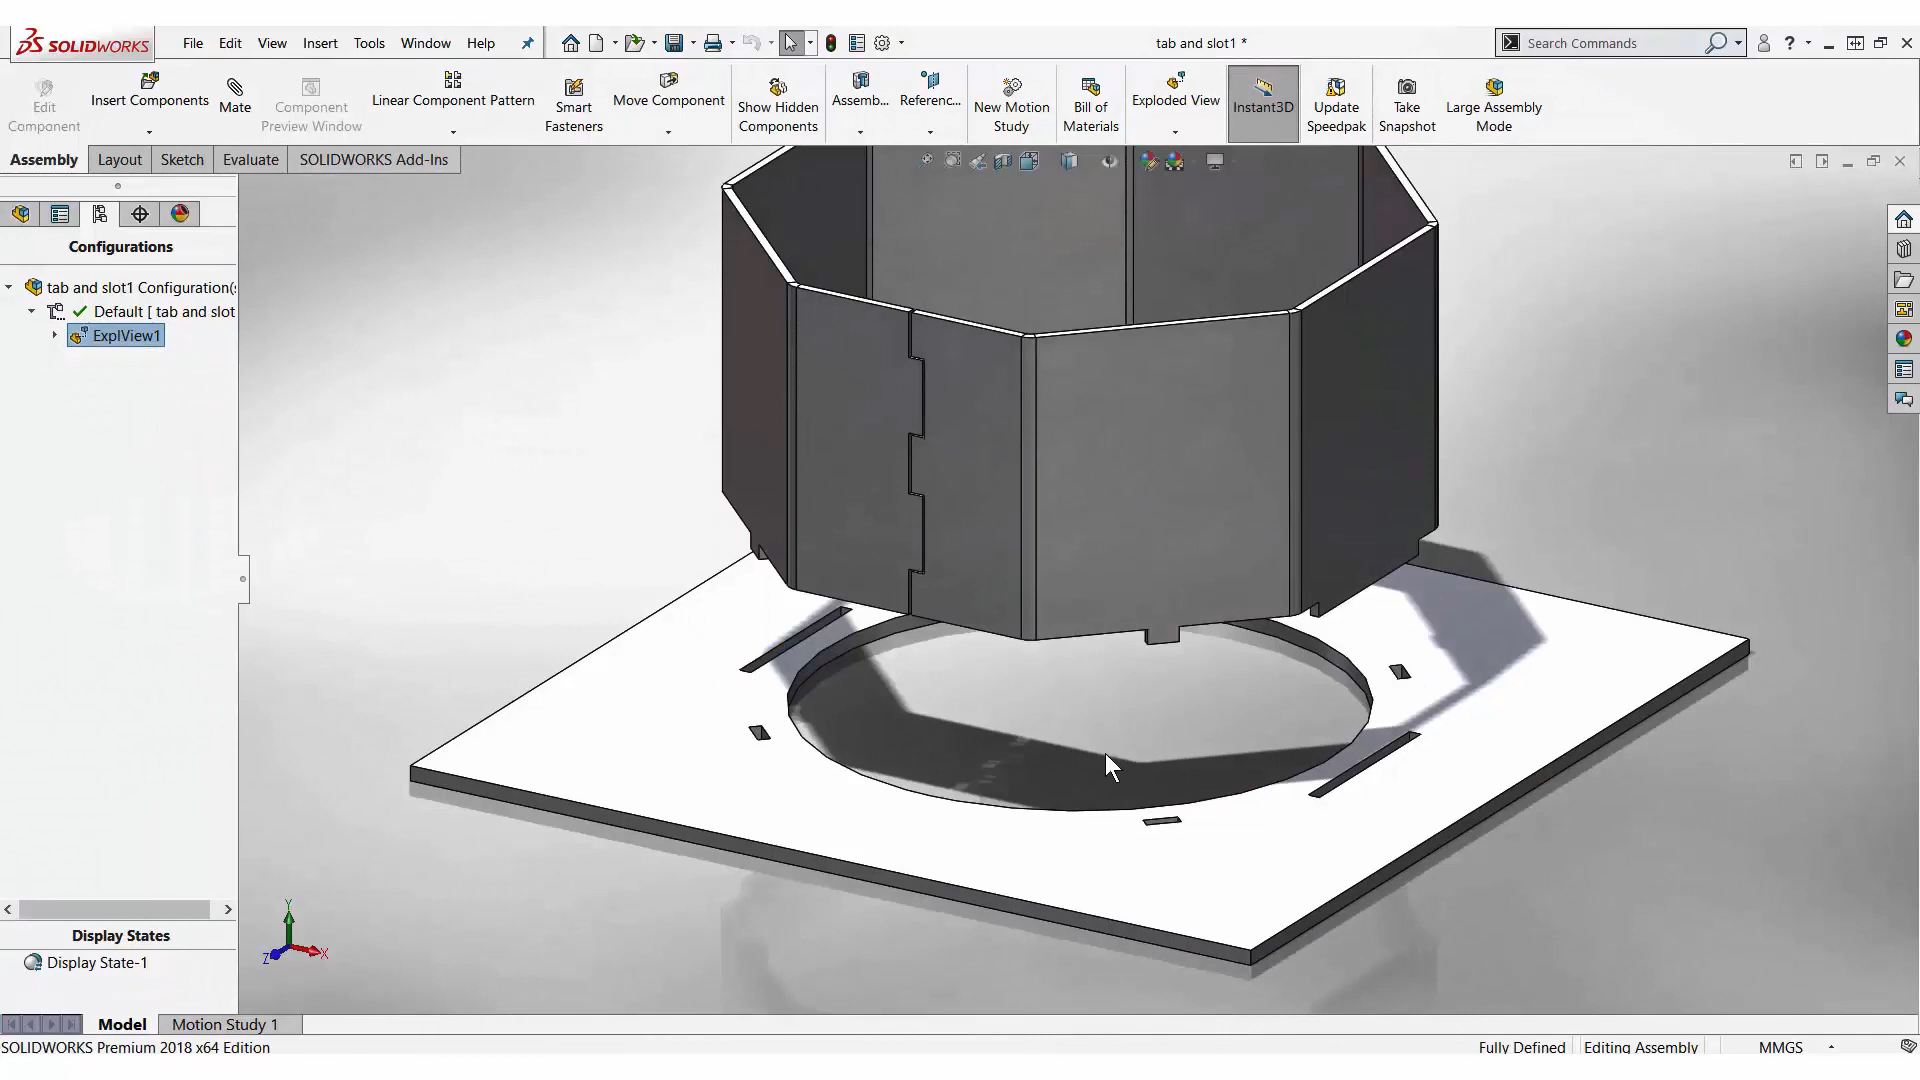 SOLIDWORKS
File Edit View Insert Tools Window Help
tab and slot1 *
Search Commands
?
Edit Component
Insert Components
Mate
Component Preview Window
Linear Component Pattern
Smart Fasteners
Move Component
Show Hidden Components
Assemb...
Referenc...
New Motion Study
Bill of Materials
Exploded View
Instant3D
Update Speedpak
Take Snapshot
Large Assembly Mode
Assembly Layout Sketch Evaluate SOLIDWORKS Add-Ins
Configurations
tab and slot1 Configuration(s
Default [ tab and slot
ExplView1
Display States
Display State-1
Y
Z X
Model Motion Study 1
SOLIDWORKS Premium 2018 x64 Edition
Fully Defined Editing Assembly MMGS